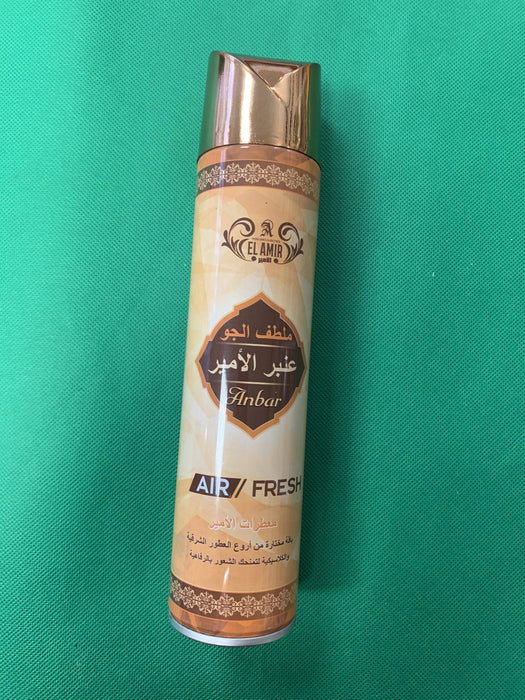 EL AMIR
الأمير
ملطف الجو
عنبر الأمير
Anbar
AIR/ FRESH
معطرات الأمير
باقة مختارة من أروع العطور الشرقية
والكلاسيكية لتمنحك الشعور بالرفاهية